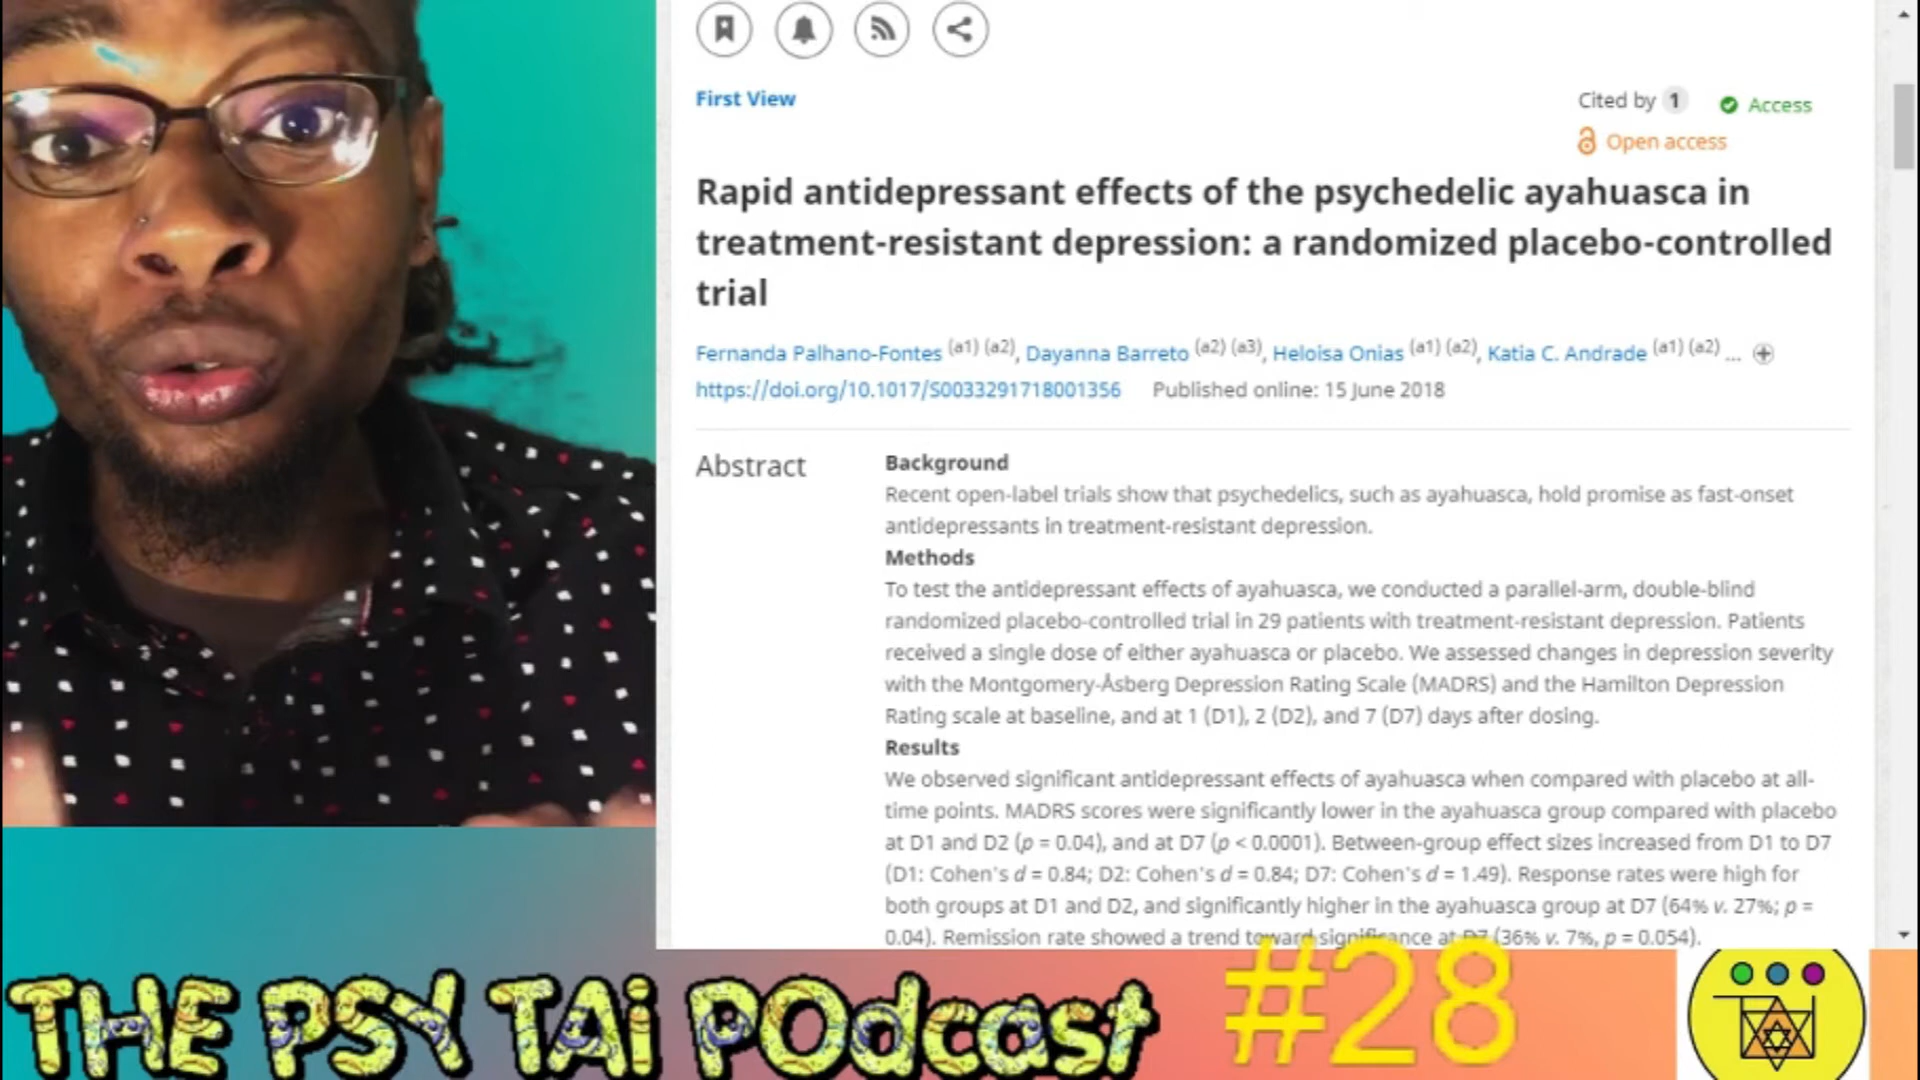 First View
Cited by 1
Access
Open access
Rapid antidepressant effects of the psychedelic ayahuasca in
treatment-resistant depression: a randomized placebo-controlled
trial
Fernanda Palhano-Fontes (a1) (a2), Dayanna Barreto (a2) (a3), Heloisa Onias (a1) (a2), Katia C. Andrade (a1) (a2) ...
https://doi.org/10.1017/S0033291718001356 Published online: 15 June 2018
Abstract
Background
Recent open-label trials show that psychedelics, such as ayahuasca, hold promise as fast-onset
antidepressants in treatment-resistant depression.
Methods
To test the antidepressant effects of ayahuasca, we conducted a parallel-arm, double-blind
randomized placebo-controlled trial in 29 patients with treatment-resistant depression. Patients
received a single dose of either ayahuasca or placebo. We assessed changes in depression severity
with the Montgomery-Åsberg Depression Rating Scale (MADRS) and the Hamilton Depression
Rating scale at baseline, and at 1 (D1), 2 (D2), and 7 (D7) days after dosing.
Results
We observed significant antidepressant effects of ayahuasca when compared with placebo at all-
time points. MADRS scores were significantly lower in the ayahuasca group compared with placebo
at D1 and D2 (p = 0.04), and at D7 (p < 0.0001). Between-group effect sizes increased from D1 to D7
(D1: Cohen's d = 0.84; D2: Cohen's d = 0.84; D7: Cohen's d = 1.49). Response rates were high for
both groups at D1 and D2, and significantly higher in the ayahuasca group at D7 (64% v. 27%; p =
0.04). Remission rate showed a trend toward significance at D7 (36% v. 7%, p = 0.054).
THE PSY TAi POdcast #28